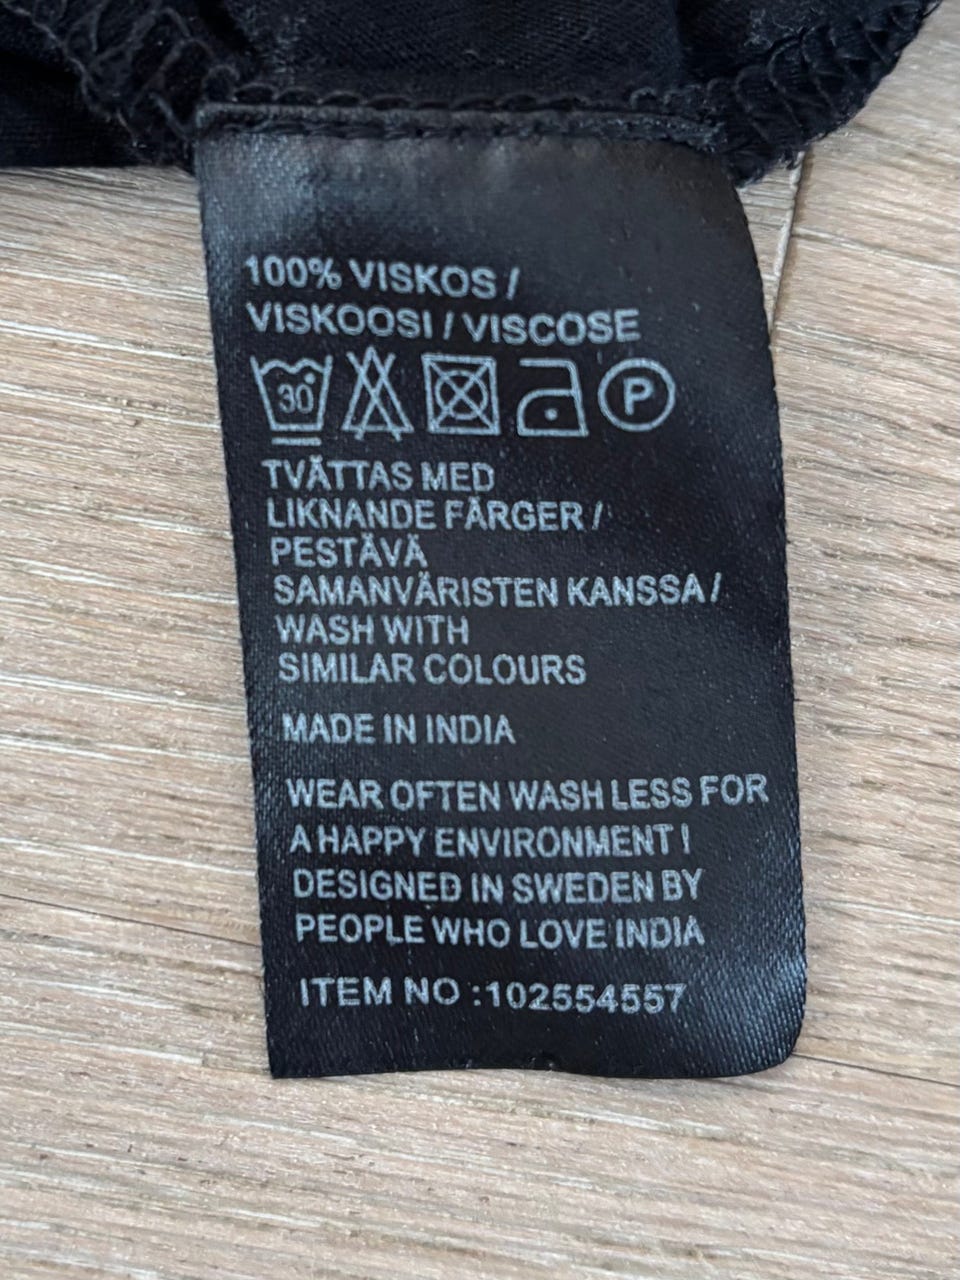 100% VISKOS /
VISKOOSI / VISCOSE
30° P
TVÄTTAS MED
LIKNANDE FÄRGER /
PESTÄVÄ
SAMANVÄRISTEN KANSSA /
WASH WITH
SIMILAR COLOURS
MADE IN INDIA
WEAR OFTEN WASH LESS FOR
A HAPPY ENVIRONMENT !
DESIGNED IN SWEDEN BY
PEOPLE WHO LOVE INDIA
ITEM NO :102554557